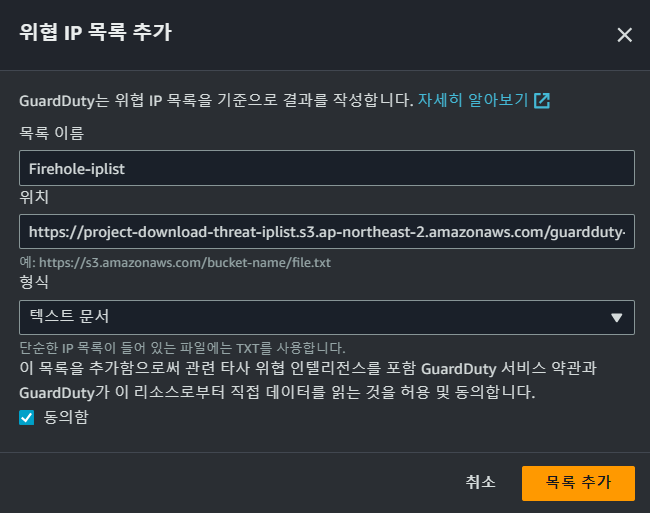 위협 IP 목록 추가
GuardDuty는 위협 IP 목록을 기준으로 결과를 작성합니다. 자세히 알아보기
목록 이름
Firehole-iplist
위치
https://project-download-threat-iplist.s3.ap-northeast-2.amazonaws.com/guardduty-
예: https://s3.amazonaws.com/bucket-name/file.txt
형식
텍스트 문서
단순한 IP 목록이 들어 있는 파일에는 TXT를 사용합니다.
이 목록을 추가함으로써 관련 타사 위협 인텔리전스를 포함 GuardDuty 서비스 약관과
GuardDuty가 이 리소스로부터 직접 데이터를 읽는 것을 허용 및 동의합니다.
동의함
취소 목록 추가